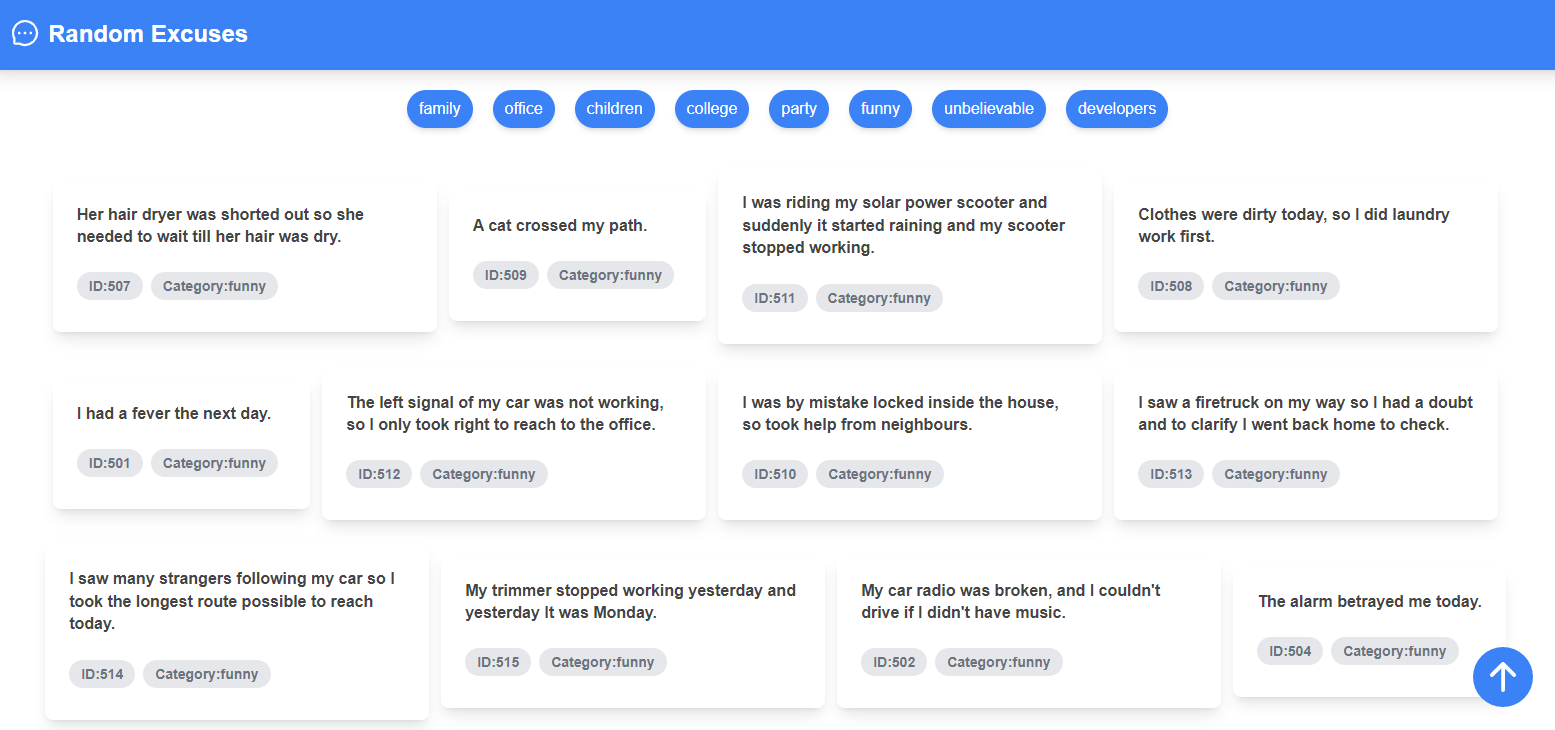 Random Excuses
family office children college party funny unbelievable developers
Her hair dryer was shorted out so she
needed to wait till her hair was dry.
ID:507 Category:funny
A cat crossed my path.
ID:509 Category:funny
I was riding my solar power scooter and
suddenly it started raining and my scooter
stopped working.
ID:511 Category:funny
Clothes were dirty today, so I did laundry
work first.
ID:508 Category:funny
I had a fever the next day.
ID:501 Category:funny
The left signal of my car was not working,
so I only took right to reach to the office.
ID:512 Category:funny
I was by mistake locked inside the house,
so took help from neighbours.
ID:510 Category:funny
I saw a firetruck on my way so I had a doubt
and to clarify I went back home to check.
ID:513 Category:funny
I saw many strangers following my car so I
took the longest route possible to reach
today.
ID:514 Category:funny
My trimmer stopped working yesterday and
yesterday It was Monday.
ID:515 Category:funny
My car radio was broken, and I couldn't
drive if I didn't have music.
ID:502 Category:funny
The alarm betrayed me today.
ID:504 Category:funny